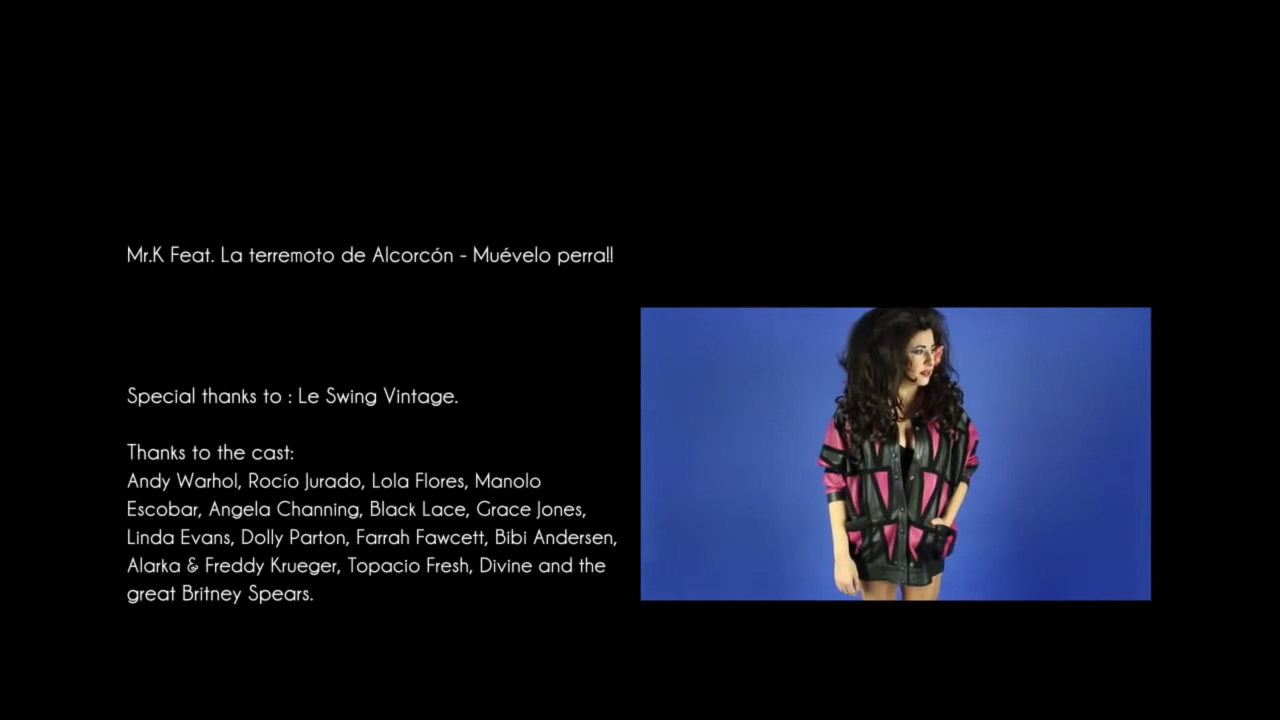 Mr.K Feat. La terremoto de Alcorcón - Muévelo perra!!
Special thanks to : Le Swing Vintage.
Thanks to the cast:
Andy Warhol, Rocío Jurado, Lola Flores, Manolo
Escobar, Angela Channing, Black Lace, Grace Jones,
Linda Evans, Dolly Parton, Farrah Fawcett, Bibi Andersen,
Alarka & Freddy Krueger, Topacio Fresh, Divine and the
great Britney Spears.